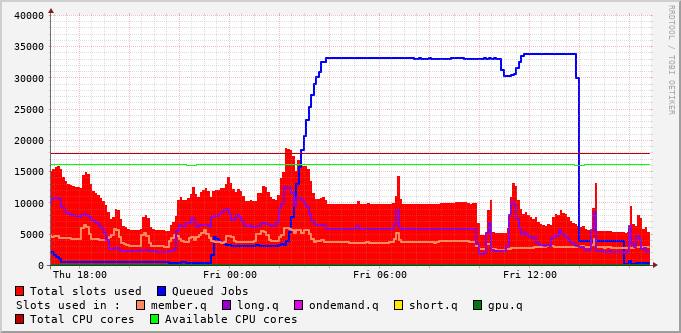 40000
35000
30000
25000
20000
15000
10000
5000
0
Thu 18:00 Fri 00:00 Fri 06:00 Fri 12:00
RRDTOOL / TOBI OETIKER
Total slots used Queued Jobs
Slots used in : member.q long.q ondemand.q short.q gpu.q
Total CPU cores Available CPU cores